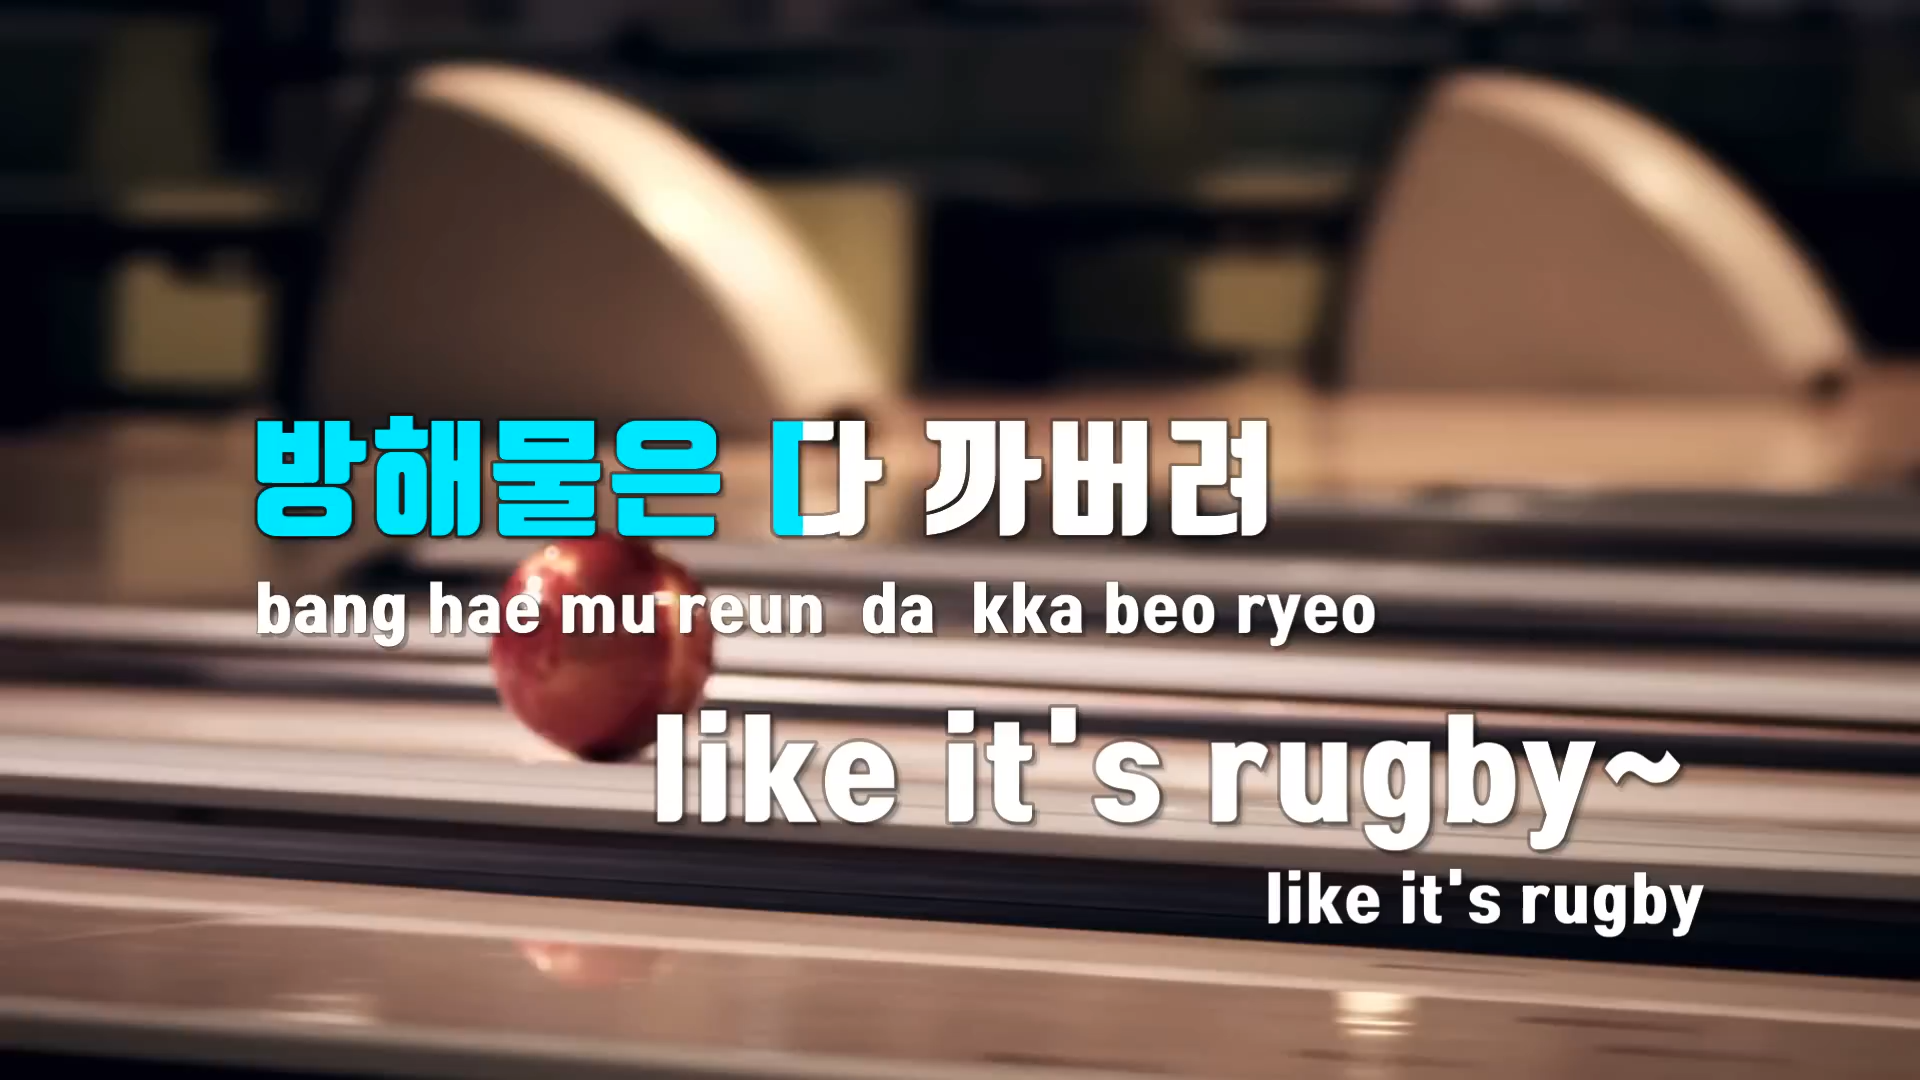 방해물은 다 까버려
bang hae mu reun da kka beo ryeo
like it's rugby~
like it's rugby